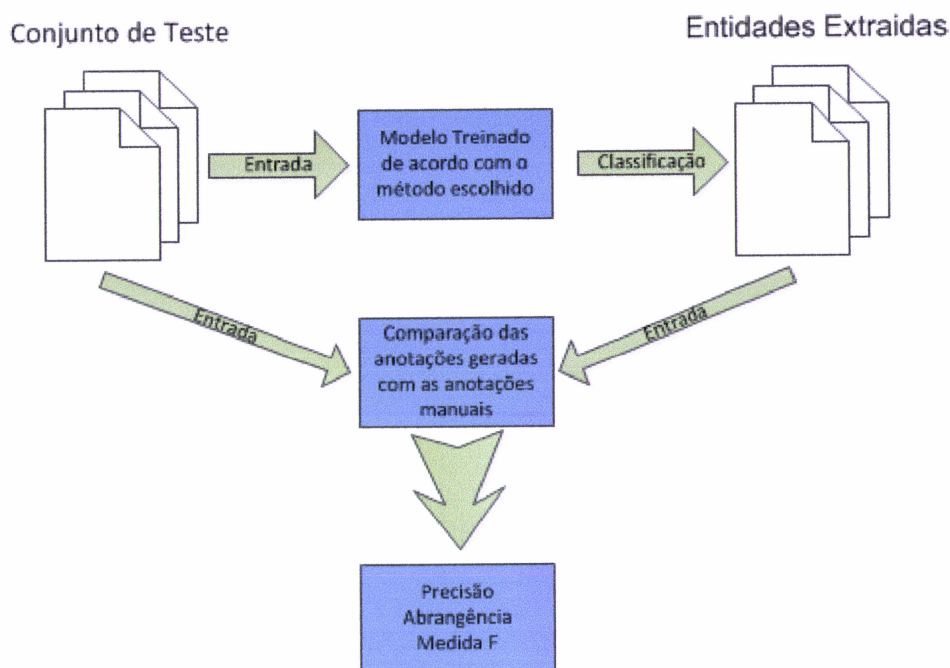 Conjunto de Teste
Entidades Extraidas
Entrada
Modelo Treinado
de acordo com o
método escolhido
Classificação
Entrada
Entrada
Comparação das
anotações geradas
com as anotações
manuais
Precisão
Abrangência
Medida F